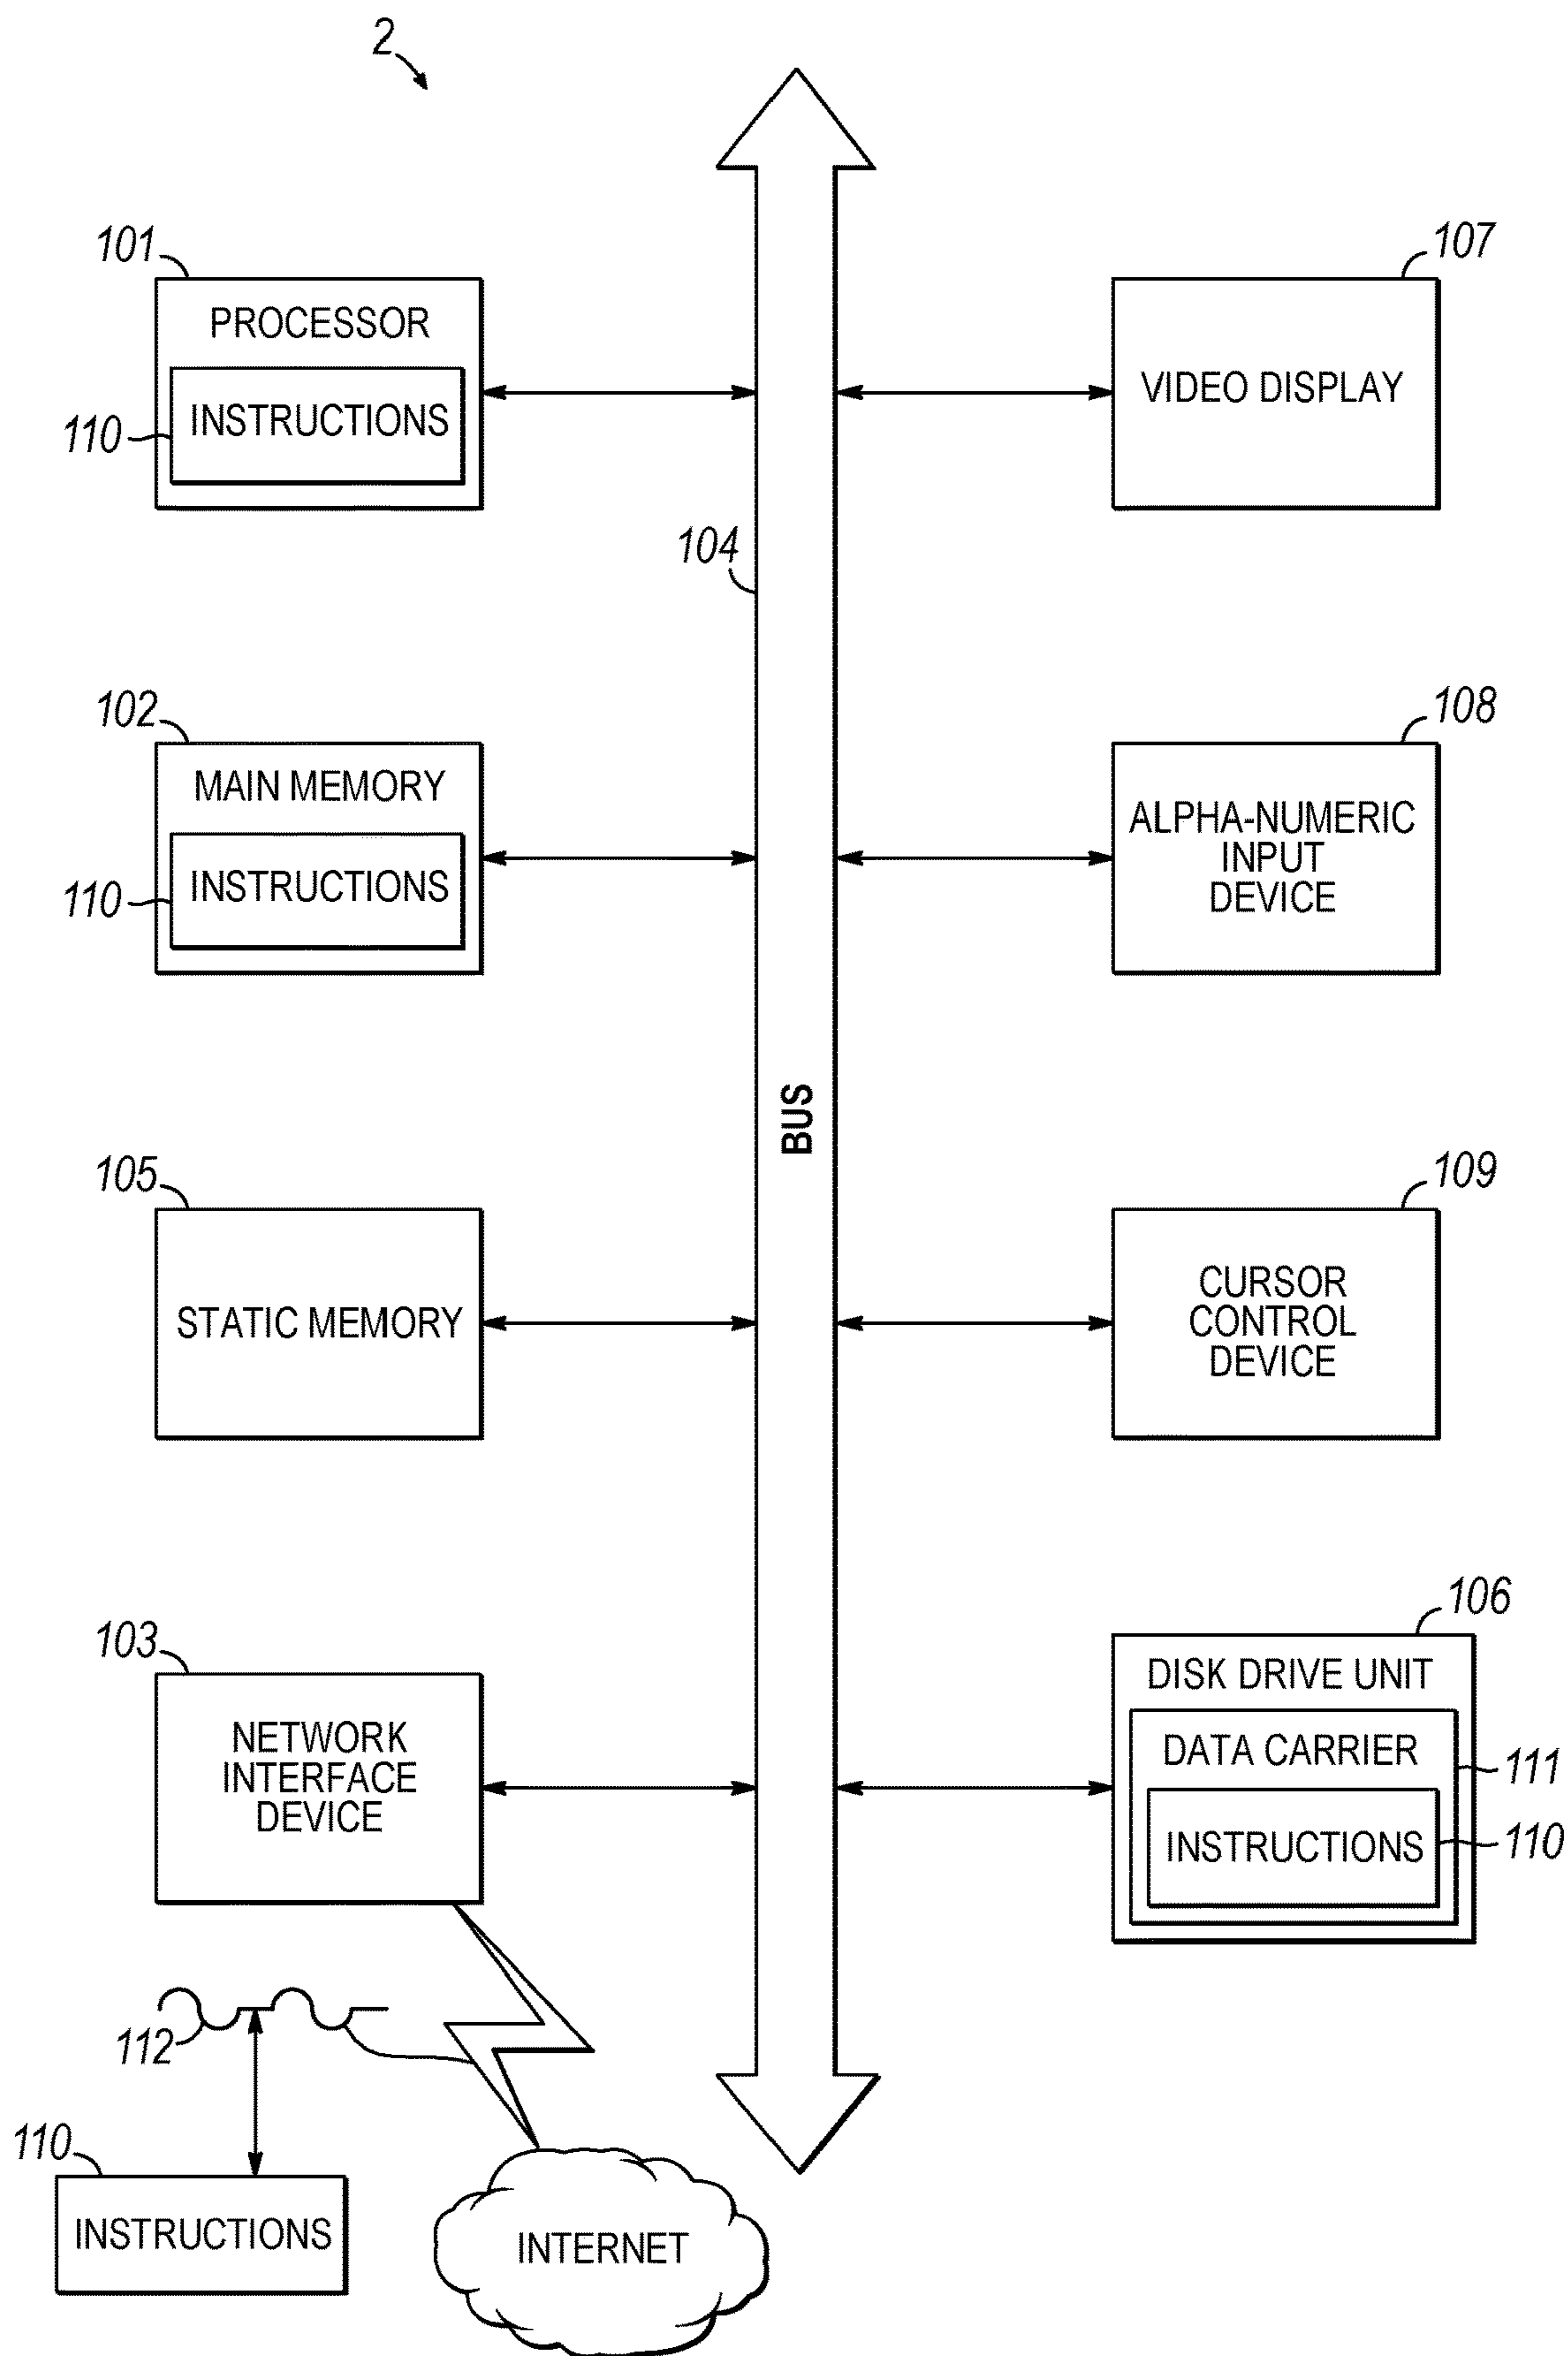 2
101
PROCESSOR
INSTRUCTIONS
110
107
VIDEO DISPLAY
104
102
MAIN MEMORY
INSTRUCTIONS
110
108
ALPHA-NUMERIC
INPUT
DEVICE
BUS
105
STATIC MEMORY
109
CURSOR
CONTROL
DEVICE
103
NETWORK
INTERFACE
DEVICE
106
DISK DRIVE UNIT
DATA CARRIER
111
INSTRUCTIONS
110
112
110
INSTRUCTIONS
INTERNET